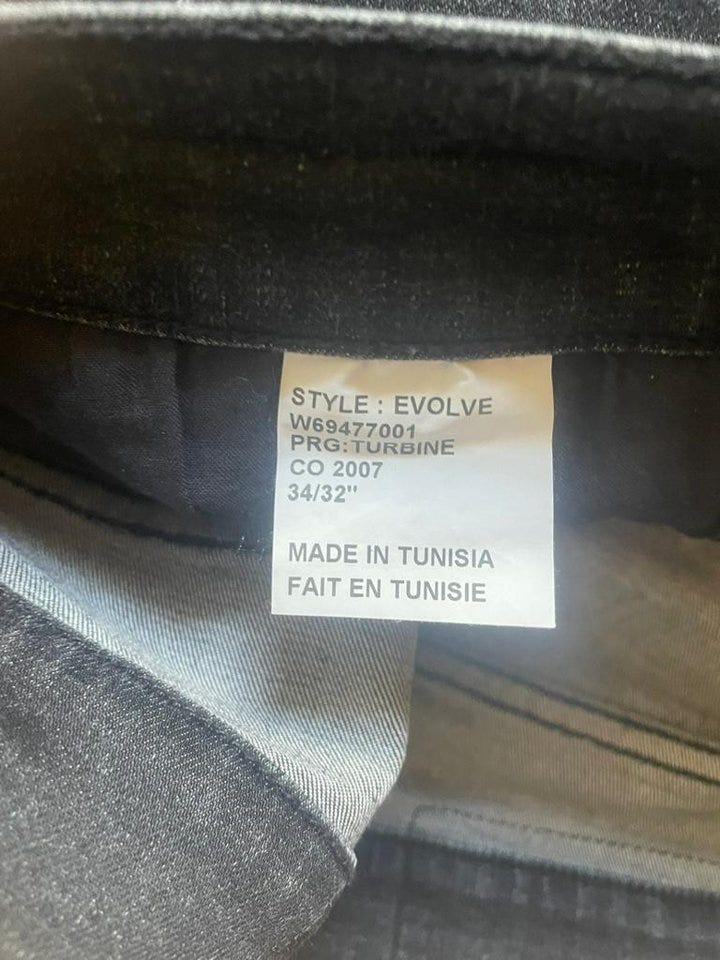 STYLE : EVOLVE
W69477001
PRG:TURBINE
CO 2007
34/32"
MADE IN TUNISIA
FAIT EN TUNISIE